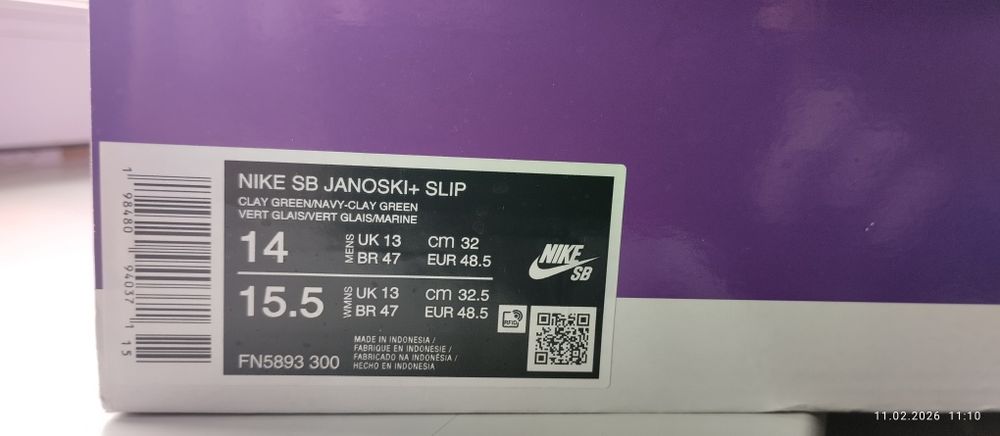 NIKE SB JANOSKI+ SLIP
CLAY GREEN/NAVY-CLAY GREEN
VERT GLAIS/VERT GLAIS/MARINE
14 MENS UK 13 cm 32
BR 47 EUR 48.5
NIKE
SB
15.5 WMNS UK 13 cm 32.5
BR 47 EUR 48.5
RFID
MADE IN INDONESIA /
FABRIQUE EN INDONESIE /
FABRICADO NA INDONÉSIA /
HECHO EN INDONESIA
FN5893 300
1 98480 94037 1 15
11.02.2026 11:10